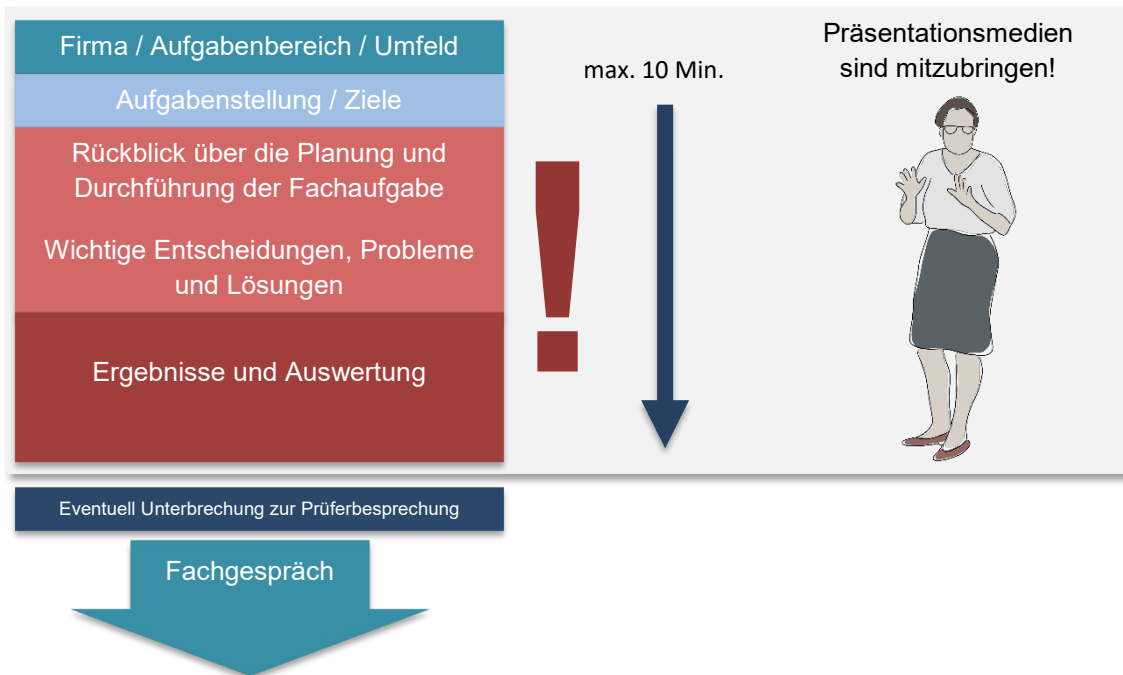 Firma / Aufgabenbereich / Umfeld
Aufgabenstellung / Ziele
Rückblick über die Planung und
Durchführung der Fachaufgabe
Wichtige Entscheidungen, Probleme
und Lösungen
Ergebnisse und Auswertung
!
max. 10 Min.
Präsentationsmedien
sind mitzubringen!
Eventuell Unterbrechung zur Prüferbesprechung
Fachgespräch